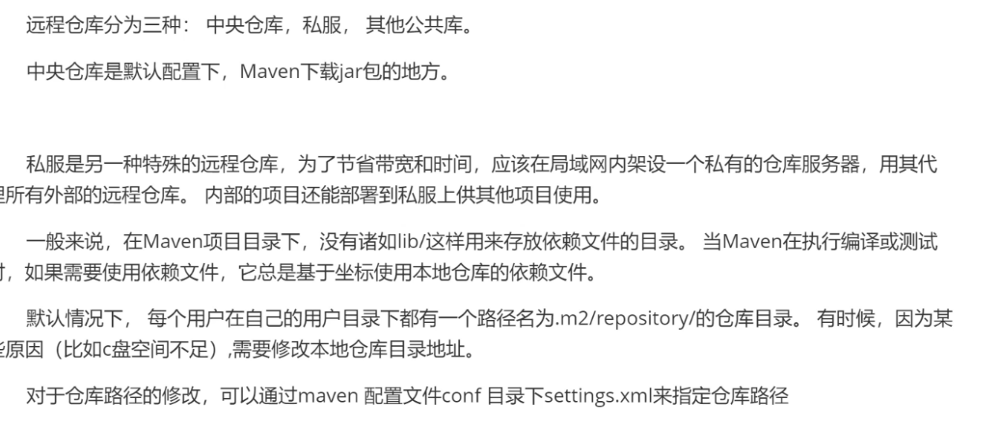 远程仓库分为三种： 中央仓库，私服， 其他公共库。
中央仓库是默认配置下，Maven下载jar包的地方。
私服是另一种特殊的远程仓库，为了节省带宽和时间，应该在局域网内架设一个私有的仓库服务器，用其代
理所有外部的远程仓库。 内部的项目还能部署到私服上供其他项目使用。
一般来说，在Maven项目目录下，没有诸如lib/这样用来存放依赖文件的目录。 当Maven在执行编译或测试
时，如果需要使用依赖文件，它总是基于坐标使用本地仓库的依赖文件。
默认情况下， 每个用户在自己的用户目录下都有一个路径名为.m2/repository/的仓库目录。 有时候，因为某
些原因（比如c盘空间不足）,需要修改本地仓库目录地址。
对于仓库路径的修改，可以通过maven 配置文件conf 目录下settings.xml来指定仓库路径